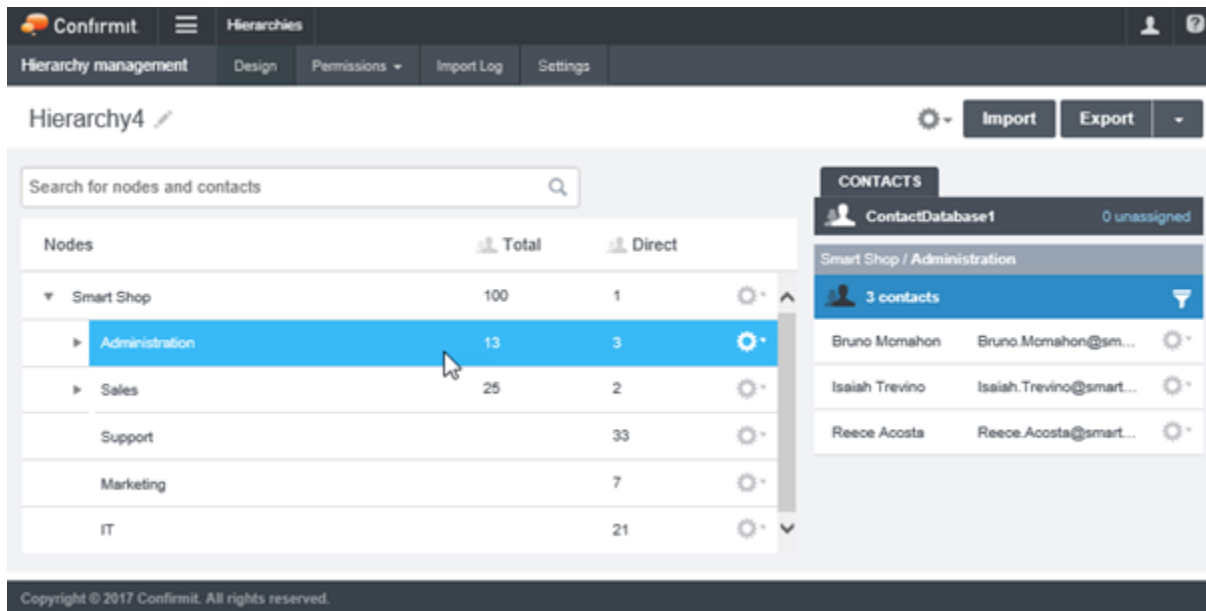 Confirmit Hierarchies
Hierarchy management Design Permissions Import Log Settings
Hierarchy4 Import Export
Search for nodes and contacts
CONTACTS
ContactDatabase1 0 unassigned
Nodes Total Direct
Smart Shop / Administration
Smart Shop 100 1
3 contacts
Administration 13 3
Bruno Mcmahon Bruno.Mcmahon@sm...
Sales 25 2
Isaiah Trevino Isaiah.Trevino@smart...
Support 33
Reece Acosta Reece.Acosta@smart...
Marketing 7
IT 21
Copyright © 2017 Confirmit. All rights reserved.